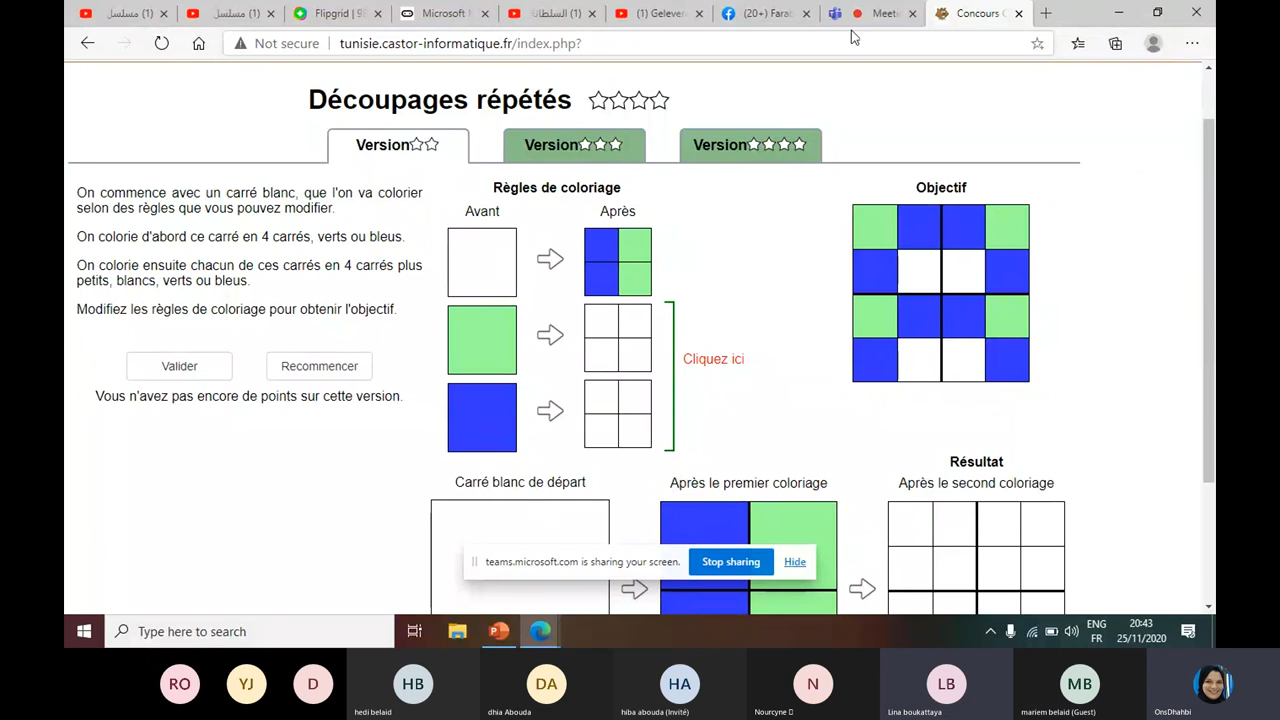 (1) مسلسل
(1) مسلسل
Flipgrid | 9
Microsoft F
(1) السلطانا
(1) Gelever
(20+) Farab
Meetin
Concours C
Not secure
tunisie.castor-informatique.fr/index.php?
Découpages répétés
Version
Version
Version
On commence avec un carré blanc, que l'on va colorier
selon des règles que vous pouvez modifier.
On colorie d'abord ce carré en 4 carrés, verts ou bleus.
On colorie ensuite chacun de ces carrés en 4 carrés plus
petits, blancs, verts ou bleus.
Modifiez les règles de coloriage pour obtenir l'objectif.
Valider
Recommencer
Vous n'avez pas encore de points sur cette version.
Règles de coloriage
Avant
Après
Cliquez ici
Objectif
Carré blanc de départ
Après le premier coloriage
Résultat
Après le second coloriage
teams.microsoft.com is sharing your screen.
Stop sharing
Hide
Type here to search
ENG
FR
20:43
25/11/2020
RO
YJ
D
HB
hedi belaid
DA
dhia Abouda
HA
hiba abouda (Invité)
N
Nourcyne
LB
Lina boukattaya
MB
mariem belaid (Guest)
OnsDhahbi